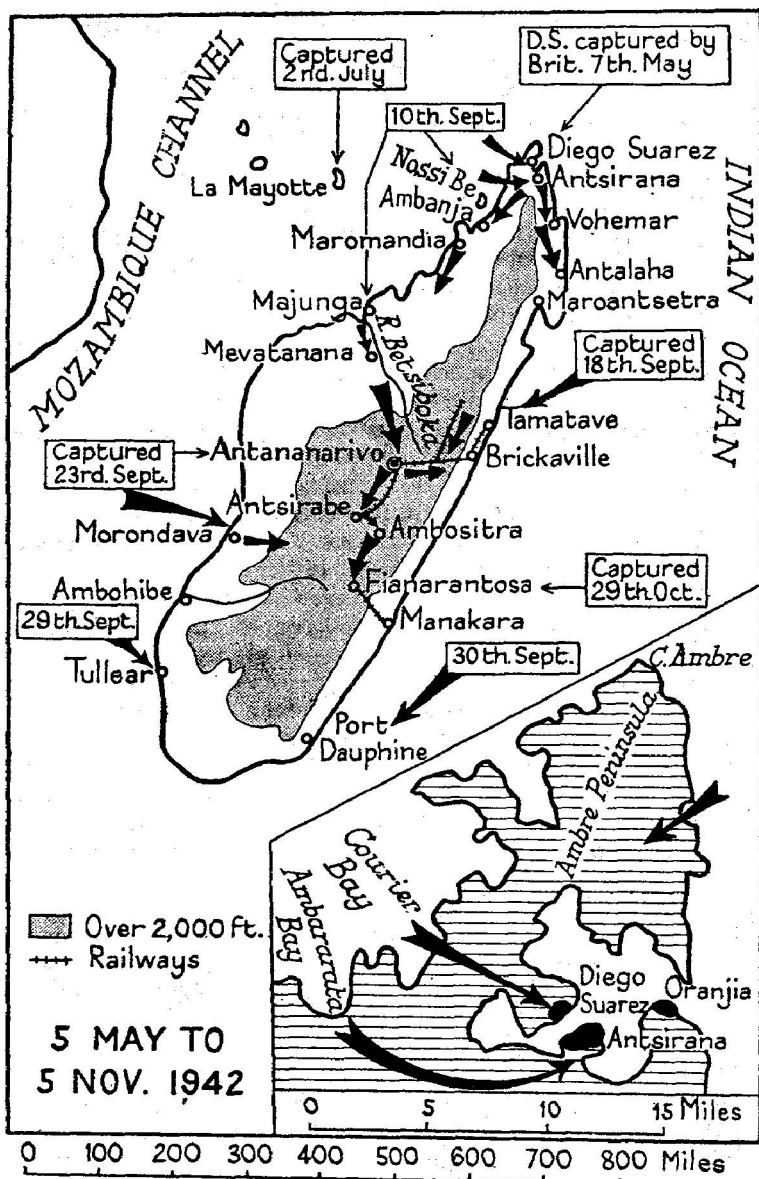 Captured
2nd. July
D.S. captured by
Brit. 7th. May
10th. Sept.
MOZAMBIQUE CHANNEL
La Mayotte
Nossi Be
Ambanja
Diego Suarez
Antsirana
Vohemar
Maromandia
Antalaha
Maroantsetra
INDIAN OCEAN
Majunga
R. Betsiboka
Mevatanana
Captured
18th. Sept.
Tamatave
Captured
23rd. Sept.
Antananarivo
Brickaville
Antsirabe
Morondava
Ambositra
Ambohibe
Fianarantosa
Captured
29th Oct.
29th. Sept.
Manakara
Tullear
30th. Sept.
Port
Dauphine
C. Ambre
Ambre Peninsula
Courier
Bay
Ambararata
Bay
Diego
Suarez
Oranjia
Antsirana
Over 2,000 ft.
Railways
5 MAY TO
5 NOV. 1942
0 5 10 15 Miles
0 100 200 300 400 500 600 700 800 Miles